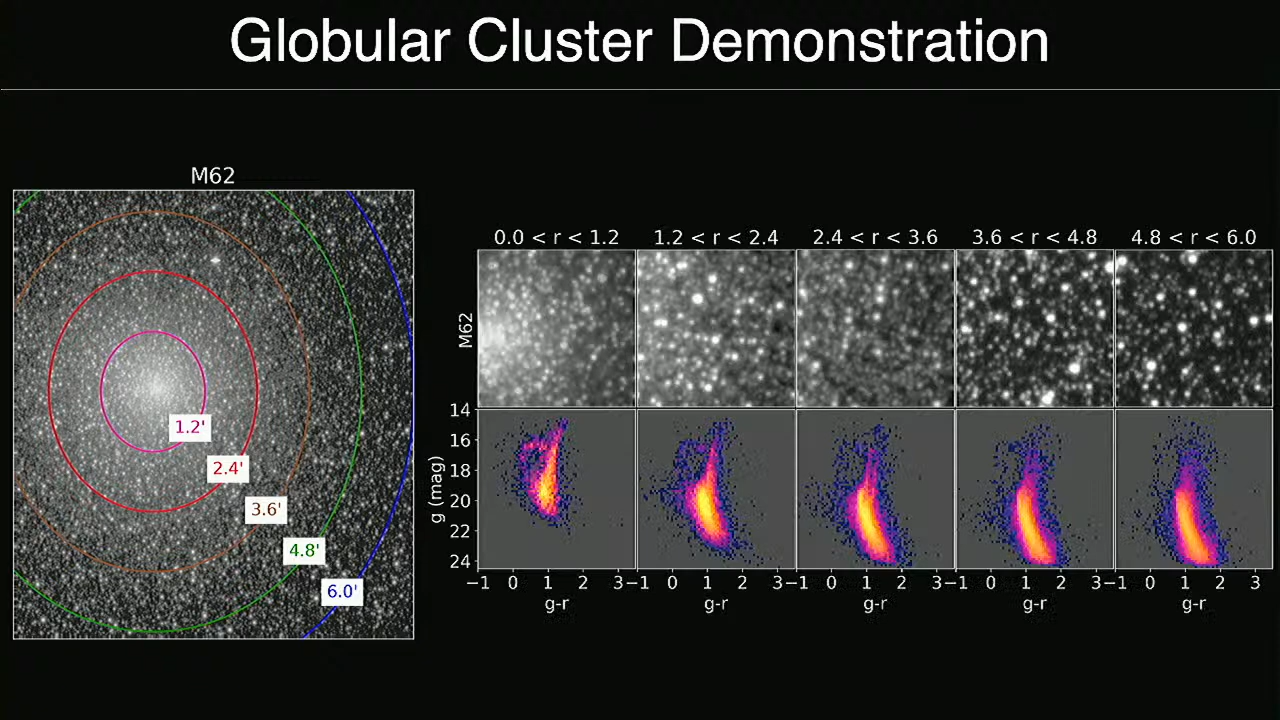 Globular Cluster Demonstration
M62
1.2'
2.4'
3.6'
4.8'
6.0'
0.0 < r < 1.2
1.2 < r < 2.4
2.4 < r < 3.6
3.6 < r < 4.8
4.8 < r < 6.0
M62
g (mag)
14
16
18
20
22
24
−1 0 1 2 3
−1 0 1 2 3
−1 0 1 2 3
−1 0 1 2 3
−1 0 1 2 3
g-r
g-r
g-r
g-r
g-r